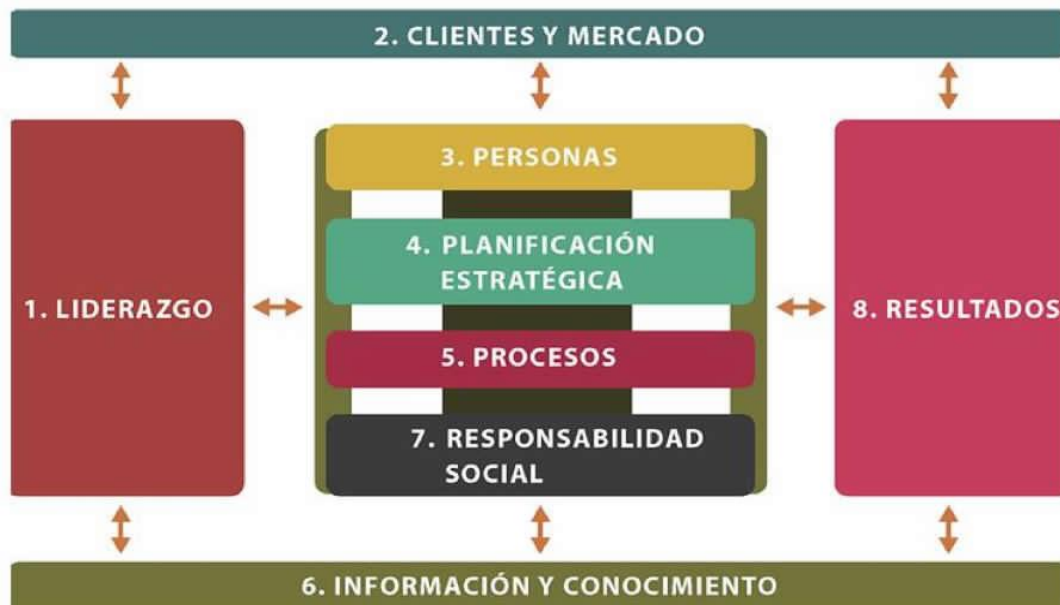 2. CLIENTES Y MERCADO
1. LIDERAZGO
3. PERSONAS
4. PLANIFICACIÓN
ESTRATÉGICA
5. PROCESOS
7. RESPONSABILIDAD
SOCIAL
8. RESULTADOS
6. INFORMACIÓN Y CONOCIMIENTO